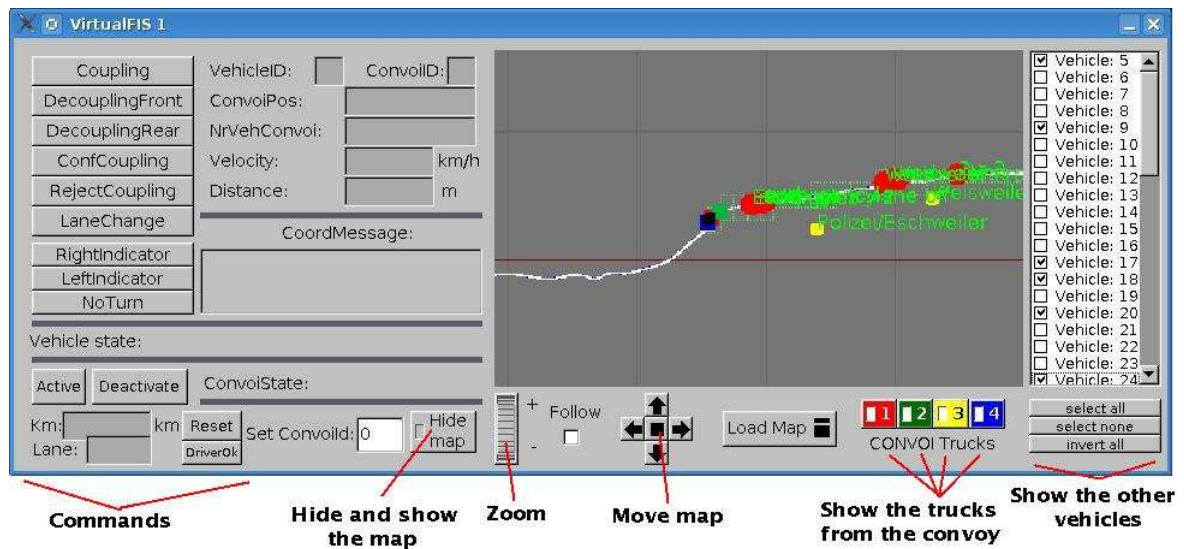 VirtualFIS 1
Coupling
DecouplingFront
DecouplingRear
ConfCoupling
RejectCoupling
LaneChange
RightIndicator
LeftIndicator
NoTurn
VehicleID: ConvoiID:
ConvoiPos:
NrVehConvoi:
Velocity: km/h
Distance: m
CoordMessage:
Vehicle state:
Active Deactivate ConvoiState:
Km: km Reset
Lane: DriverOk
Set ConvoiId: 0
Hide
map
Polizei/Eschweiler
Vehicle: 5
Vehicle: 6
Vehicle: 7
Vehicle: 8
Vehicle: 9
Vehicle: 10
Vehicle: 11
Vehicle: 12
Vehicle: 13
Vehicle: 14
Vehicle: 15
Vehicle: 16
Vehicle: 17
Vehicle: 18
Vehicle: 19
Vehicle: 20
Vehicle: 21
Vehicle: 22
Vehicle: 23
Vehicle: 24
+
-
Follow
Load Map
1 2 3 4
CONVOI Trucks
select all
select none
invert all
Commands
Hide and show
the map
Zoom
Move map
Show the trucks
from the convoy
Show the other
vehicles